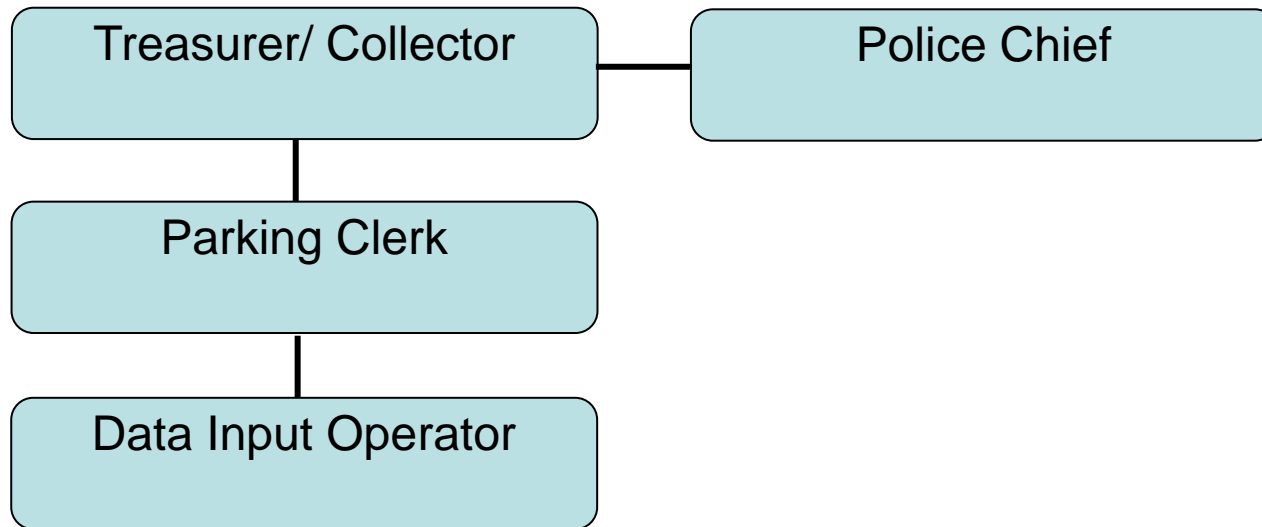 Treasurer/ Collector
Police Chief
Parking Clerk
Data Input Operator